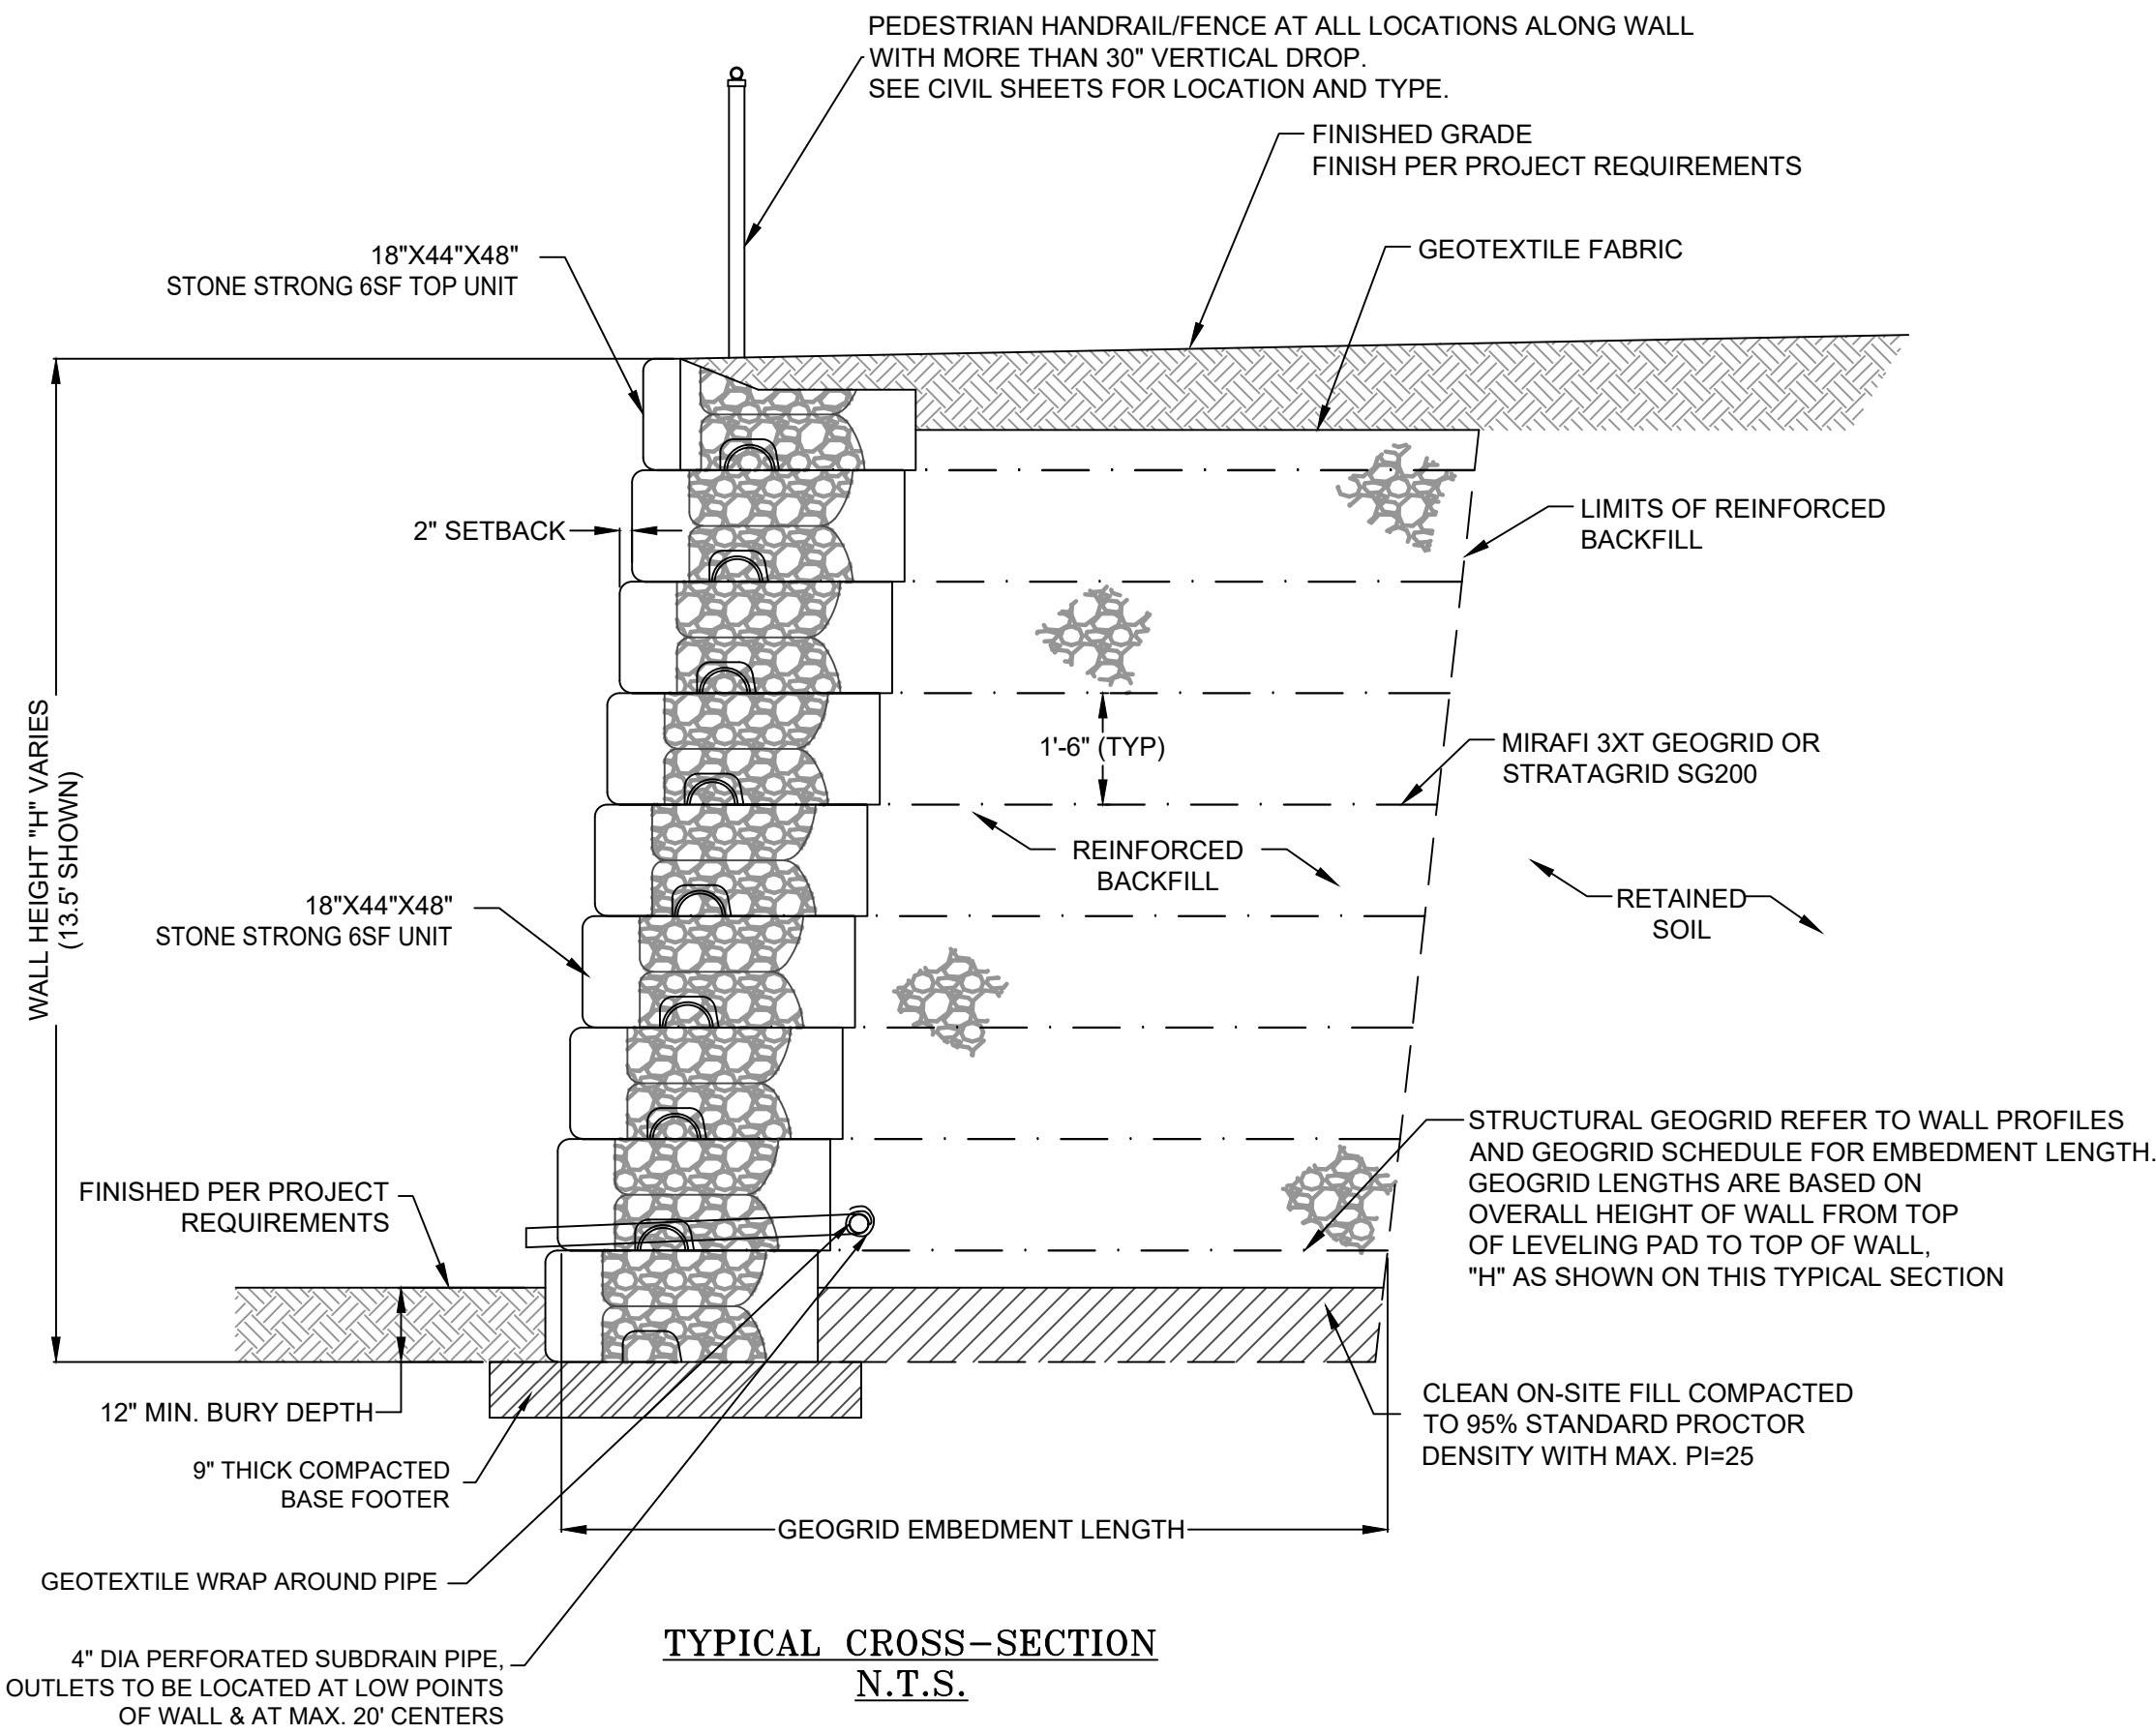 PEDESTRIAN HANDRAIL/FENCE AT ALL LOCATIONS ALONG WALL
WITH MORE THAN 30" VERTICAL DROP.
SEE CIVIL SHEETS FOR LOCATION AND TYPE.
FINISHED GRADE
FINISH PER PROJECT REQUIREMENTS
GEOTEXTILE FABRIC
18"X44"X48"
STONE STRONG 6SF TOP UNIT
2" SETBACK
LIMITS OF REINFORCED
BACKFILL
WALL HEIGHT "H" VARIES
(13.5' SHOWN)
1'-6" (TYP)
MIRAFI 3XT GEOGRID OR
STRATAGRID SG200
REINFORCED
BACKFILL
RETAINED
SOIL
18"X44"X48"
STONE STRONG 6SF UNIT
STRUCTURAL GEOGRID REFER TO WALL PROFILES
AND GEOGRID SCHEDULE FOR EMBEDMENT LENGTH.
GEOGRID LENGTHS ARE BASED ON
OVERALL HEIGHT OF WALL FROM TOP
OF LEVELING PAD TO TOP OF WALL,
"H" AS SHOWN ON THIS TYPICAL SECTION
FINISHED PER PROJECT
REQUIREMENTS
12" MIN. BURY DEPTH
CLEAN ON-SITE FILL COMPACTED
TO 95% STANDARD PROCTOR
DENSITY WITH MAX. PI=25
9" THICK COMPACTED
BASE FOOTER
GEOGRID EMBEDMENT LENGTH
GEOTEXTILE WRAP AROUND PIPE
4" DIA PERFORATED SUBDRAIN PIPE,
OUTLETS TO BE LOCATED AT LOW POINTS
OF WALL & AT MAX. 20' CENTERS
TYPICAL CROSS-SECTION
N.T.S.